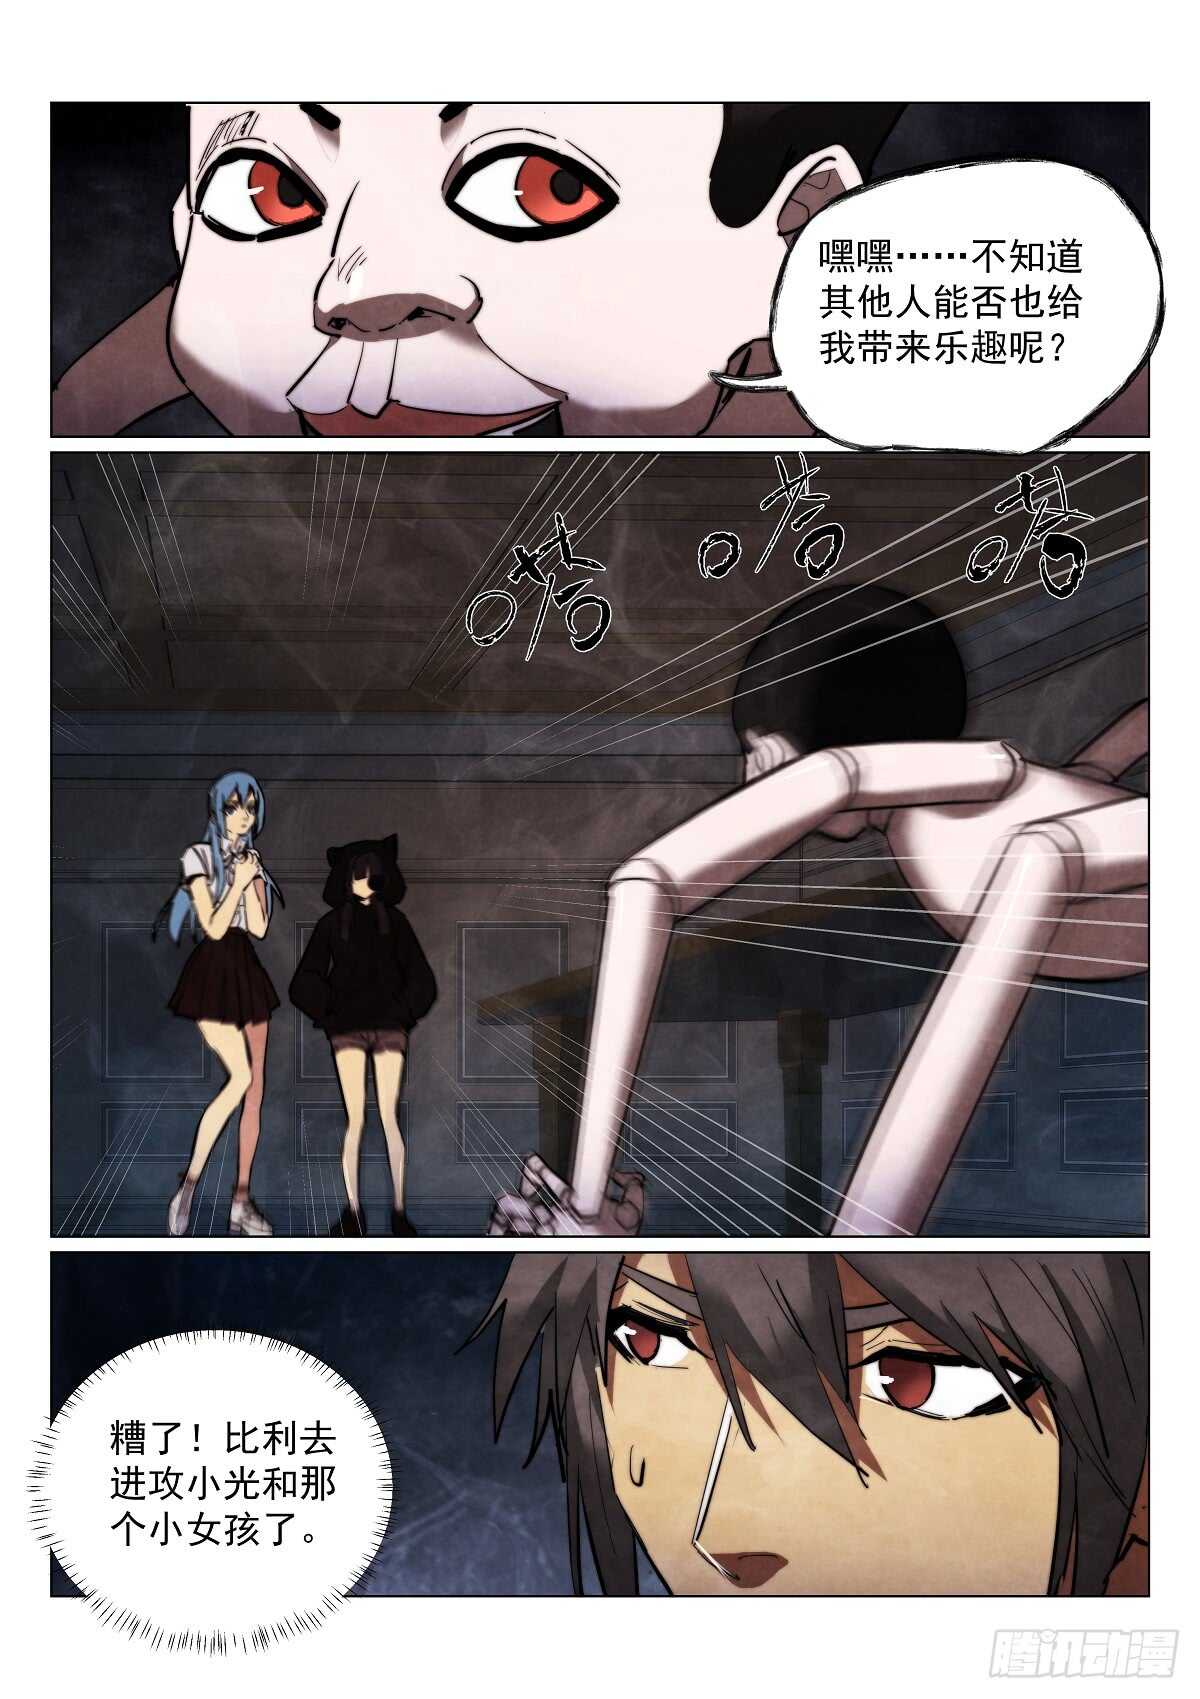 嘿嘿……不知道
其他人能否也给
我带来乐趣呢？
嗒
嗒
嗒
糟了！比利去
进攻小光和那
个小女孩了。
腾讯动漫